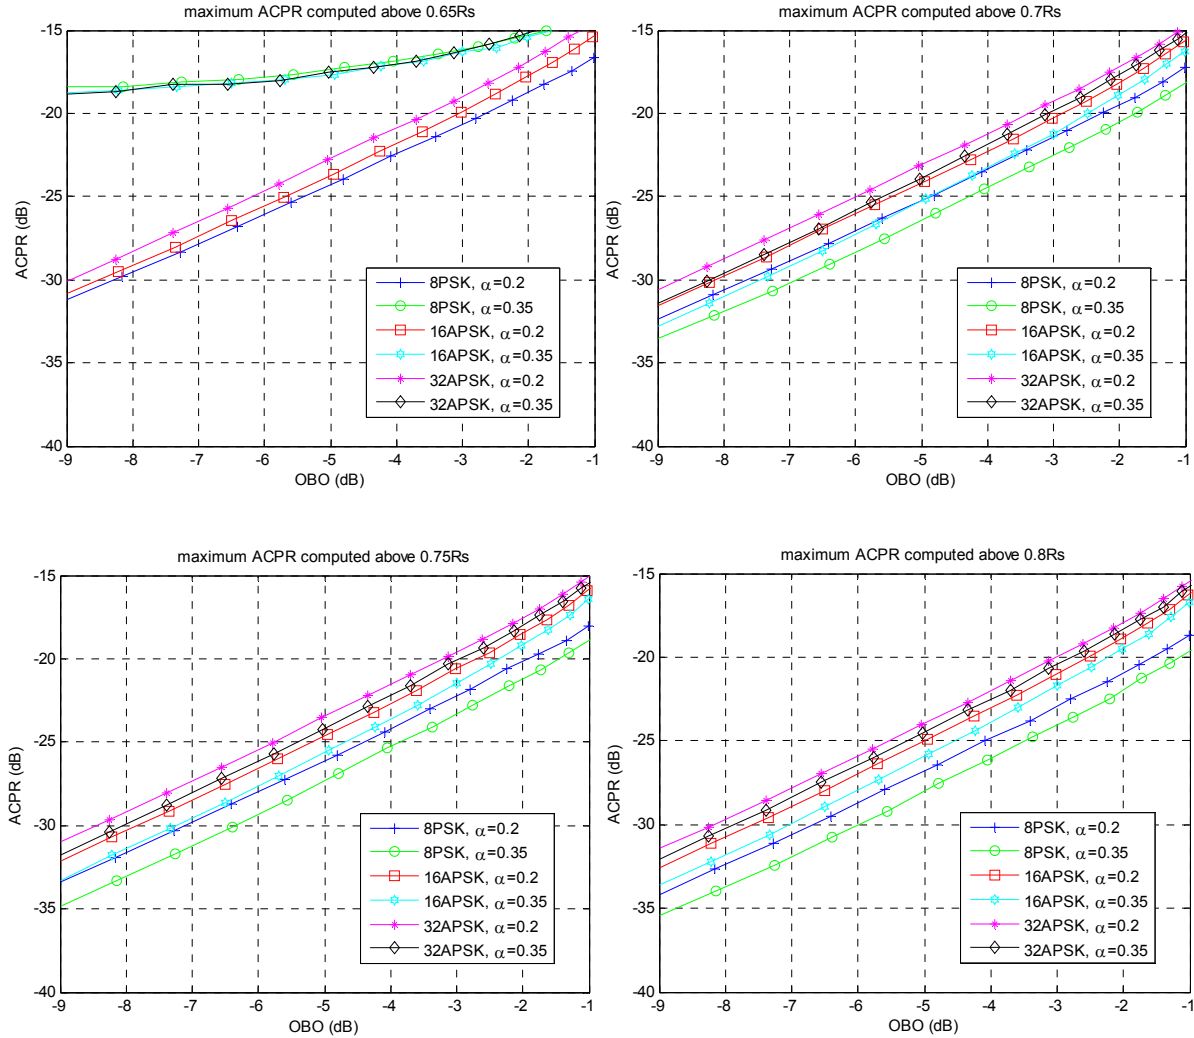 maximum ACPR computed above 0.65Rs
-15
-20
-25
-30
-35
-40
ACPR (dB)
8PSK, α=0.2
8PSK, α=0.35
16APSK, α=0.2
16APSK, α=0.35
32APSK, α=0.2
32APSK, α=0.35
-9 -8 -7 -6 -5 -4 -3 -2 -1
OBO (dB)
maximum ACPR computed above 0.7Rs
-15
-20
-25
-30
-35
-40
ACPR (dB)
8PSK, α=0.2
8PSK, α=0.35
16APSK, α=0.2
16APSK, α=0.35
32APSK, α=0.2
32APSK, α=0.35
-9 -8 -7 -6 -5 -4 -3 -2 -1
OBO (dB)
maximum ACPR computed above 0.75Rs
-15
-20
-25
-30
-35
-40
ACPR (dB)
8PSK, α=0.2
8PSK, α=0.35
16APSK, α=0.2
16APSK, α=0.35
32APSK, α=0.2
32APSK, α=0.35
-9 -8 -7 -6 -5 -4 -3 -2 -1
OBO (dB)
maximum ACPR computed above 0.8Rs
-15
-20
-25
-30
-35
-40
ACPR (dB)
8PSK, α=0.2
8PSK, α=0.35
16APSK, α=0.2
16APSK, α=0.35
32APSK, α=0.2
32APSK, α=0.35
-9 -8 -7 -6 -5 -4 -3 -2 -1
OBO (dB)